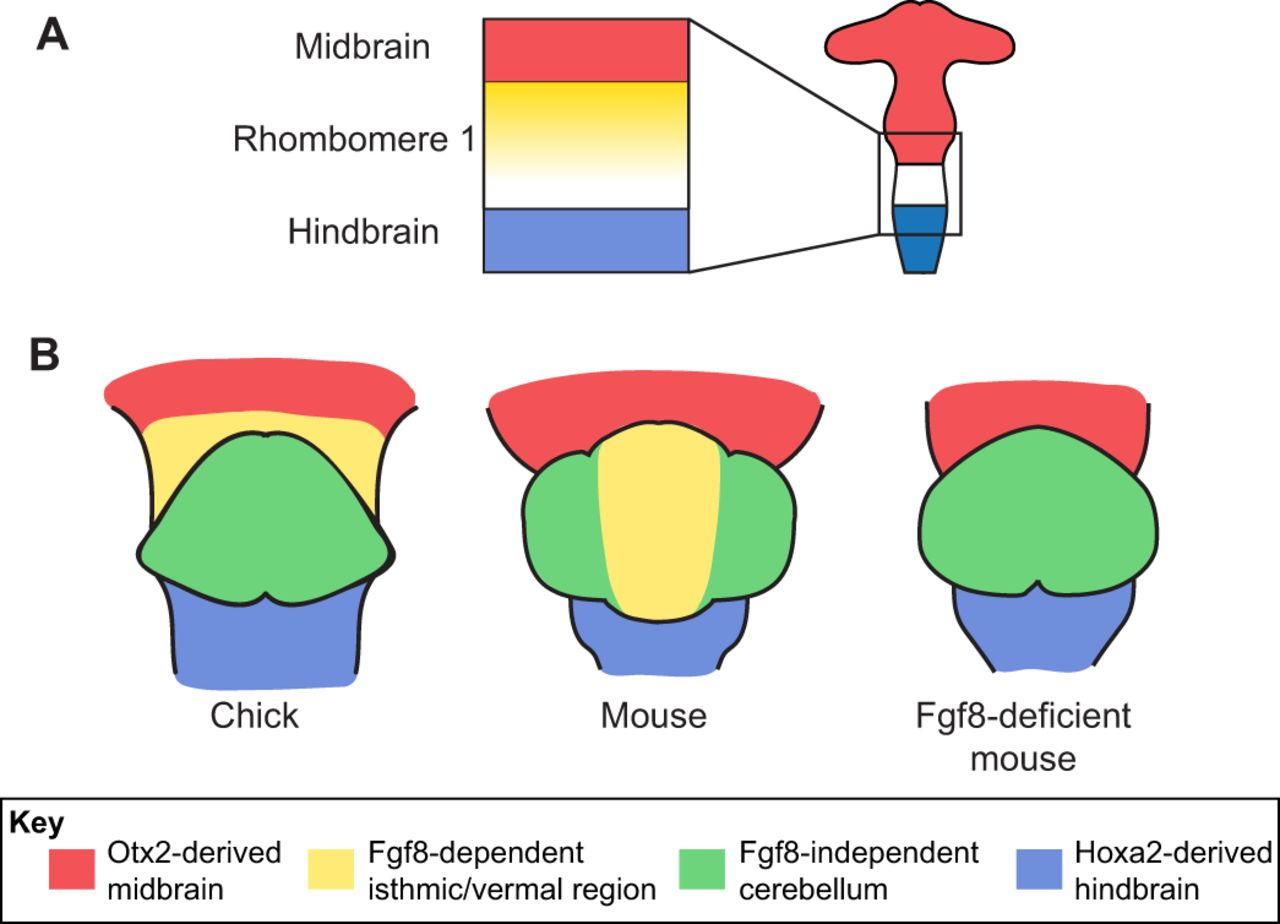 A
Midbrain
Rhombomere 1
Hindbrain
B
Chick
Mouse
Fgf8-deficient
mouse
Key
Otx2-derived
midbrain
Fgf8-dependent
isthmic/vermal region
Fgf8-independent
cerebellum
Hoxa2-derived
hindbrain